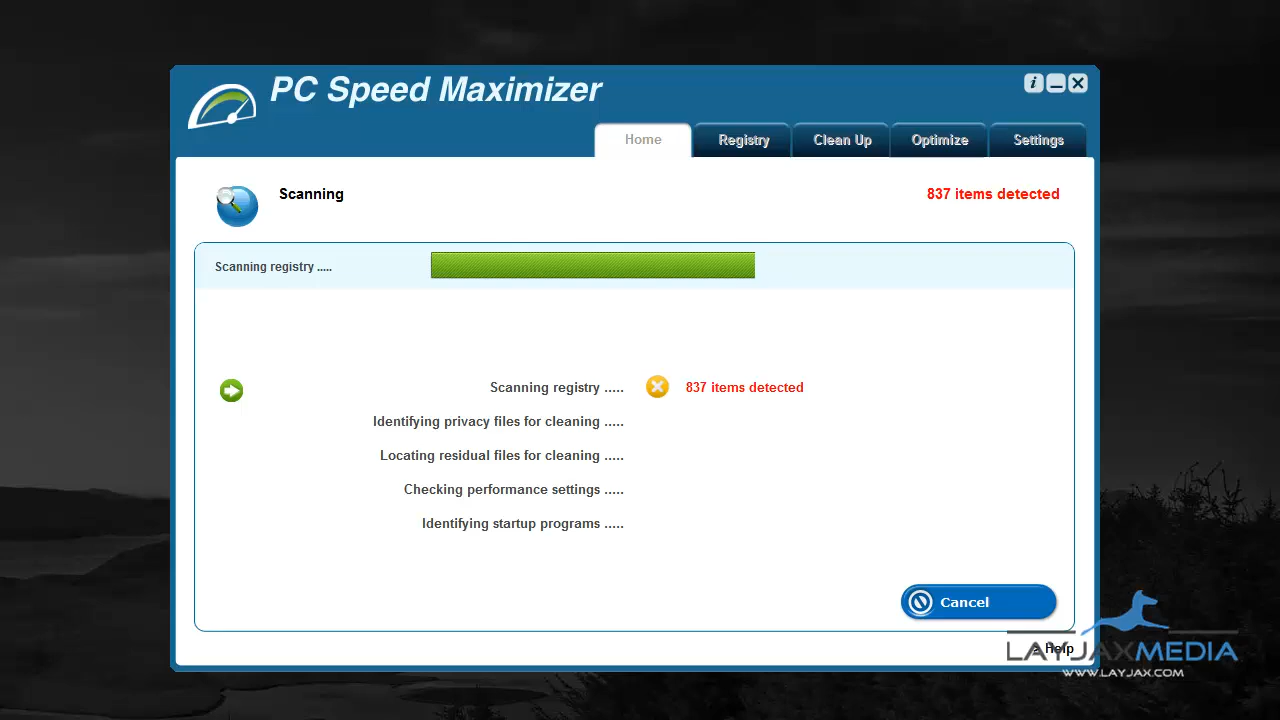 PC Speed Maximizer
i
Home Registry Clean Up Optimize Settings
Scanning 837 items detected
Scanning registry .....
Scanning registry ..... 837 items detected
Identifying privacy files for cleaning .....
Locating residual files for cleaning .....
Checking performance settings .....
Identifying startup programs .....
Cancel
Help
LAYJAXMEDIA
WWW.LAYJAX.COM